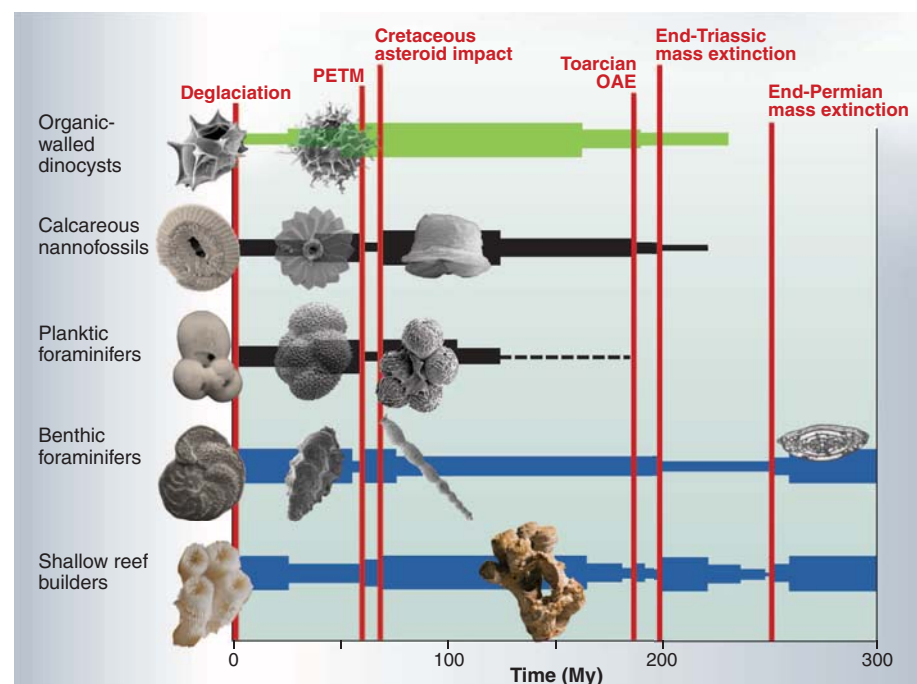 Cretaceous
asteroid impact
End-Triassic
mass extinction
PETM
Toarcian
OAE
Deglaciation
End-Permian
mass extinction
Organic-
walled
dinocysts
Calcareous
nannofossils
Planktic
foraminifers
Benthic
foraminifers
Shallow reef
builders
0
100
200
300
Time (My)